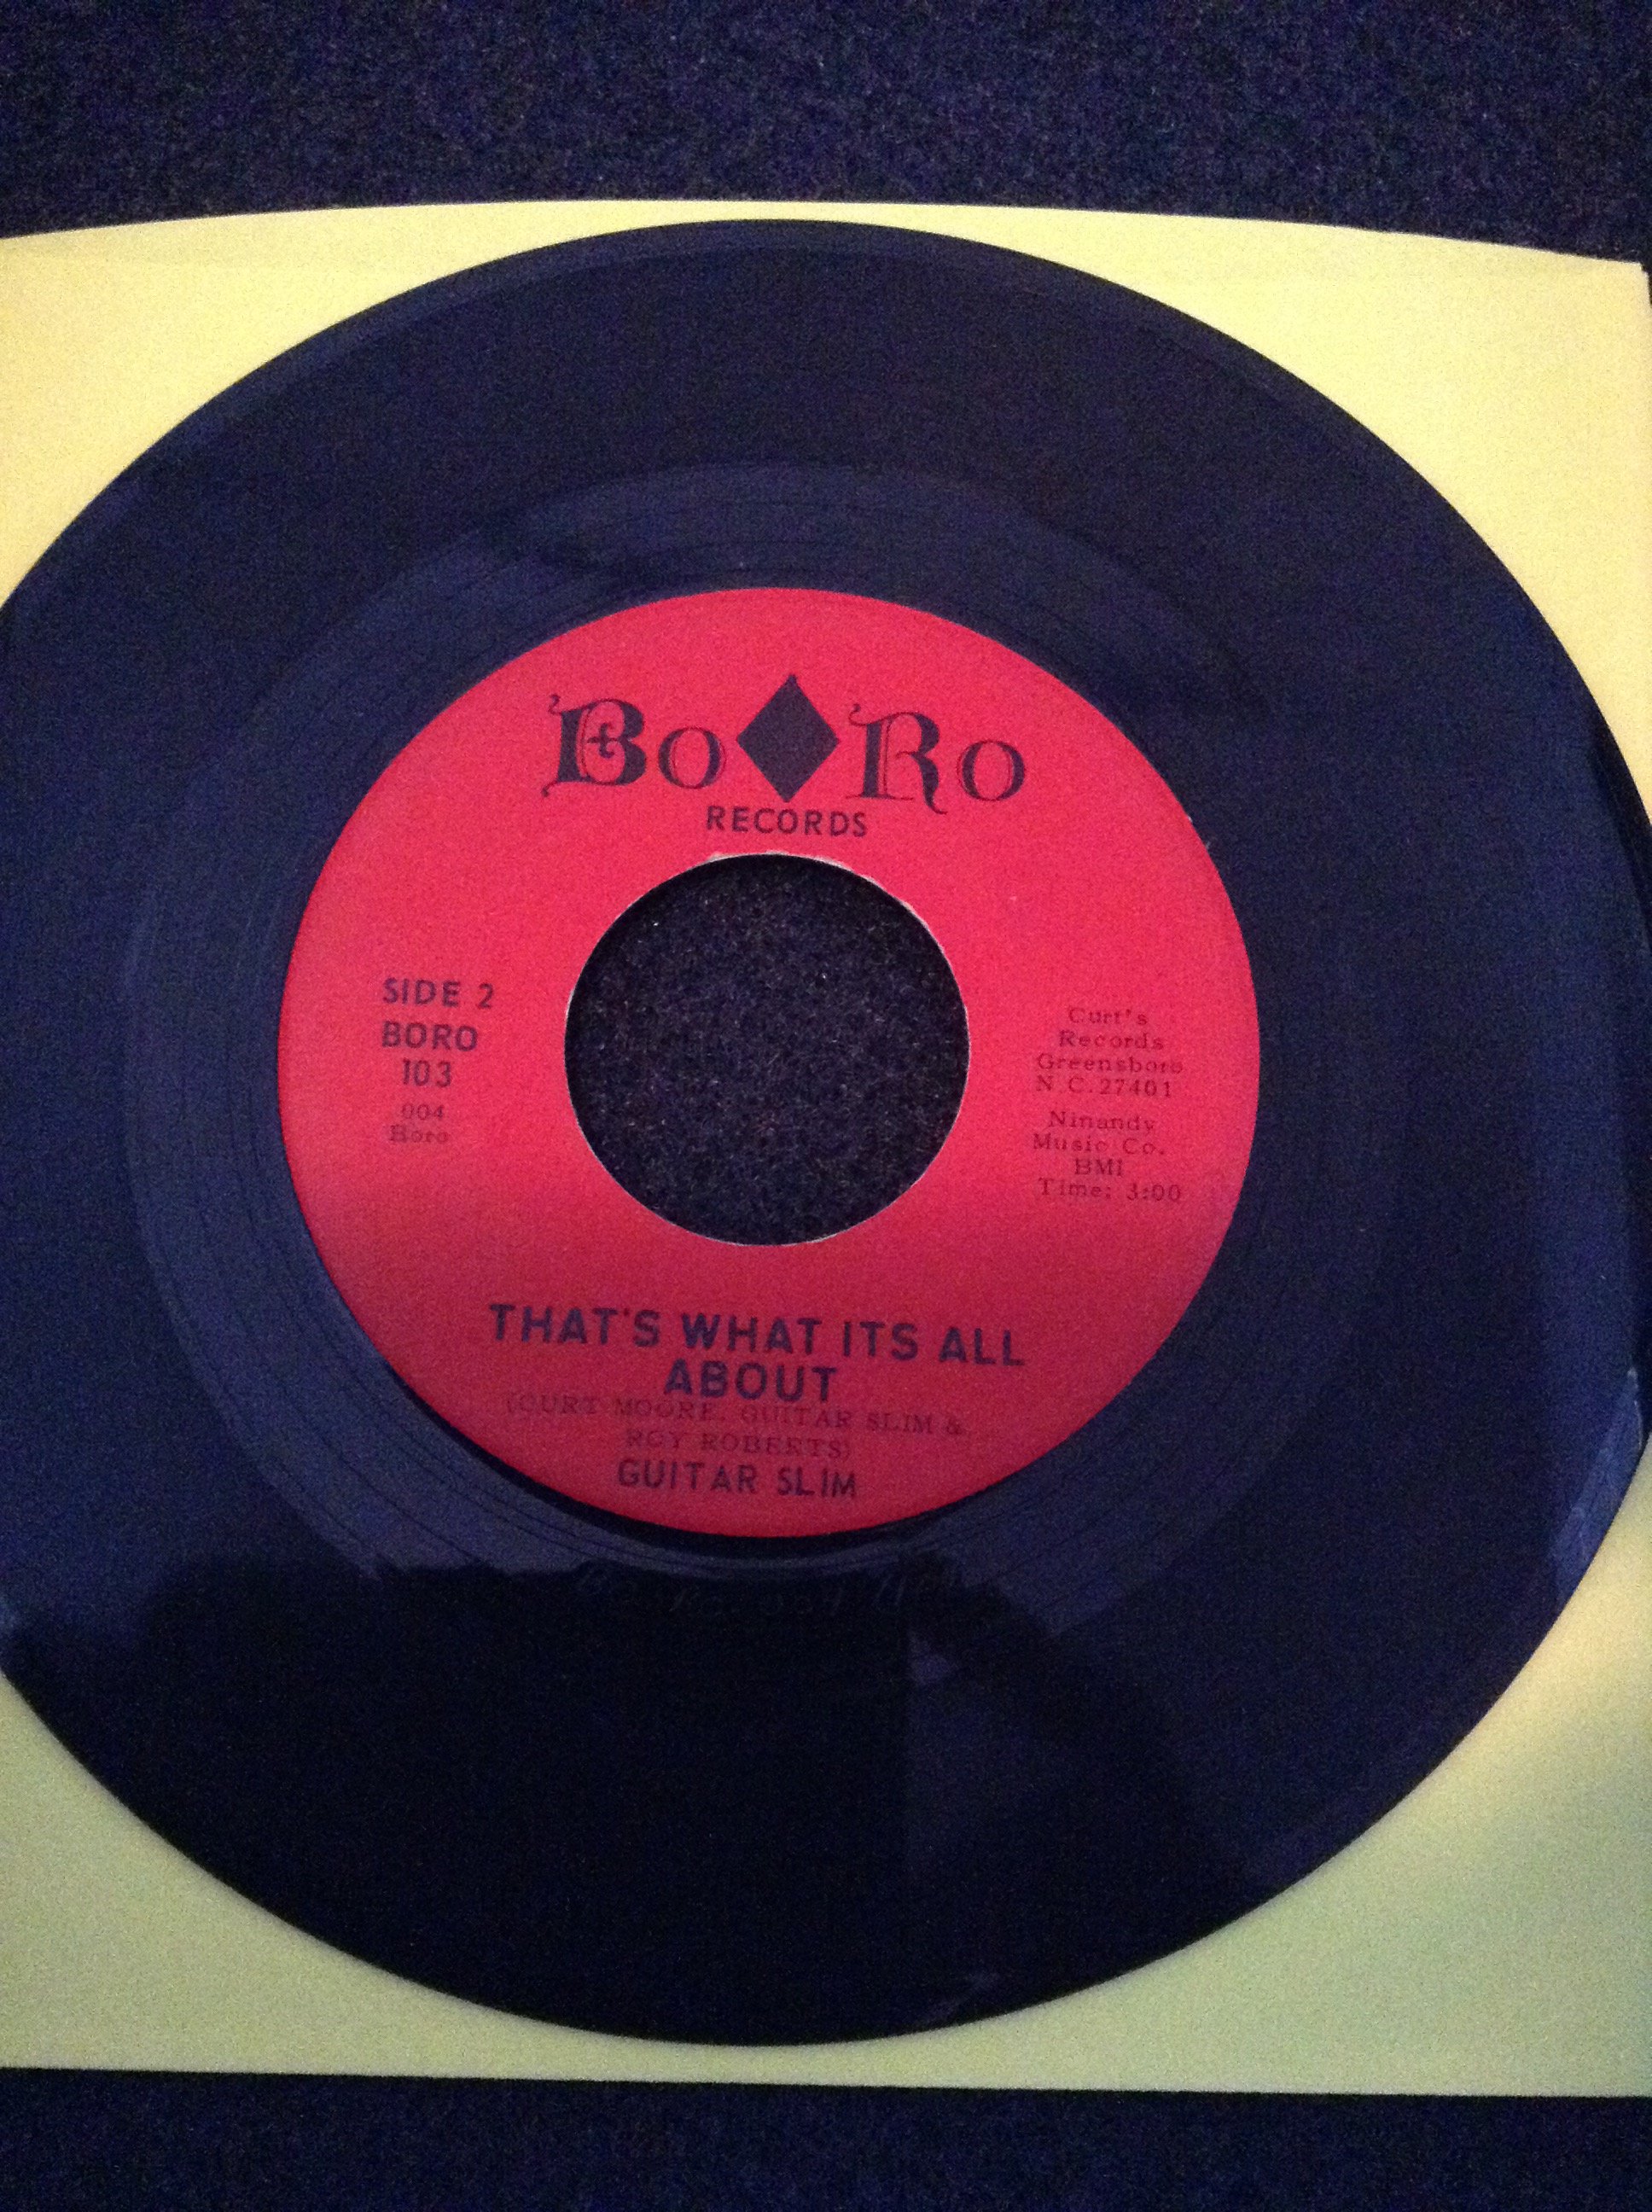 Bo♦Ro
RECORDS
SIDE 2
BORO
103
004
Boro
Curt's
Records
Greensboro
N C.27401
Ninandy
Music Co.
BMI
Time: 3:00
THAT'S WHAT ITS ALL
ABOUT
(CURT MOORE, GUITAR SLIM &
ROY ROBERTS)
GUITAR SLIM